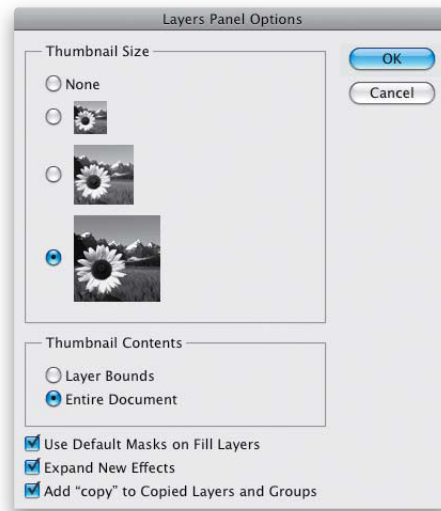 Layers Panel Options
Thumbnail Size
None
OK
Cancel
Thumbnail Contents
Layer Bounds
Entire Document
Use Default Masks on Fill Layers
Expand New Effects
Add “copy” to Copied Layers and Groups